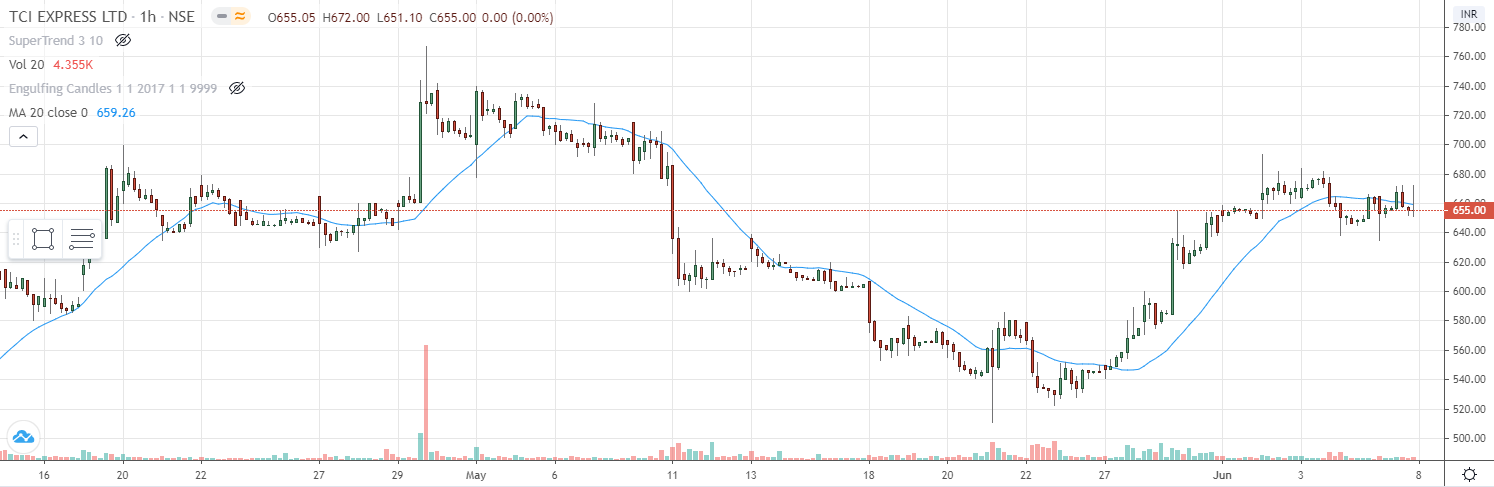 TCI EXPRESS LTD · 1h · NSE O655.05 H672.00 L651.10 C655.00 0.00 (0.00%)
SuperTrend 3 10
Vol 20 4.355K
Engulfing Candles 1 1 2017 1 1 9999
MA 20 close 0 659.26
INR
780.00
760.00
740.00
720.00
700.00
680.00
660.00
655.00
640.00
620.00
600.00
580.00
560.00
540.00
520.00
500.00
16 20 22 27 29 May 6 11 13 18 20 22 27 Jun 3 8